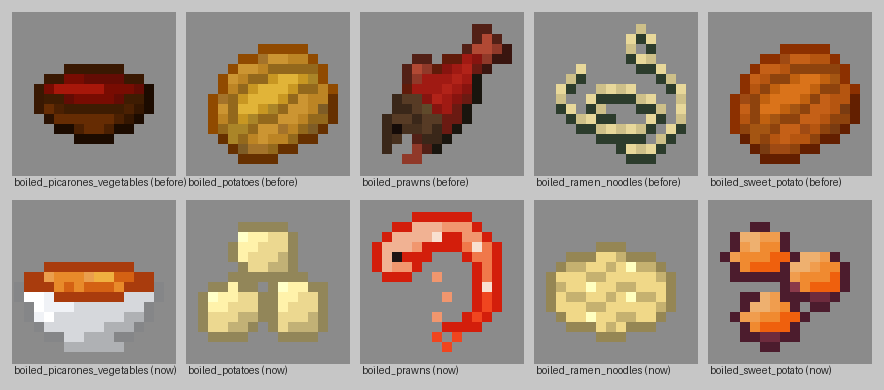 boiled_picarones_vegetables (before) boiled_potatoes (before) boiled_prawns (before) boiled_ramen_noodles (before) boiled_sweet_potato (before)
boiled_picarones_vegetables (now) boiled_potatoes (now) boiled_prawns (now) boiled_ramen_noodles (now) boiled_sweet_potato (now)